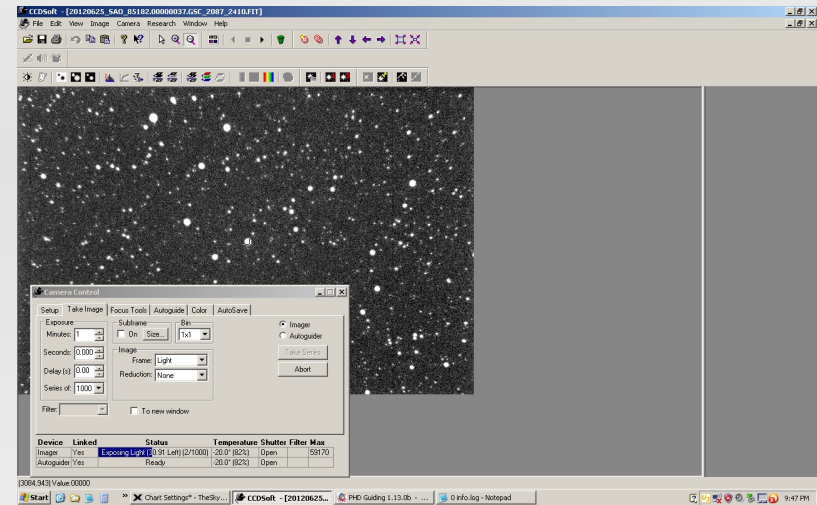 CCDSoft - [20120625_SAO_85182.00000037.GSC_2087_2410.FIT]
File Edit View Image Camera Research Window Help
Camera Control
Setup Take Image Focus Tools Autoguide Color AutoSave
Exposure Subframe Bin
Minutes: 1 On Size... 1x1 Imager
Autoguider
Seconds: 0.000 Image Take Series
Frame: Light
Delay (s): 0.00 Reduction: None Abort
Series of: 1000
Filter: To new window
Device Linked Status Temperature Shutter Filter Max
Imager Yes Exposing Light (30.91 Left) (2/1000) -20.0° (82%) Open 59170
Autoguider Yes Ready -20.0° (82%) Open
(3084,943) Value:00000
Start » Chart Settings* - TheSky... CCDSoft - [20120625... PHD Guiding 1.13.0b - ... 0 info.log - Notepad 9:47 PM